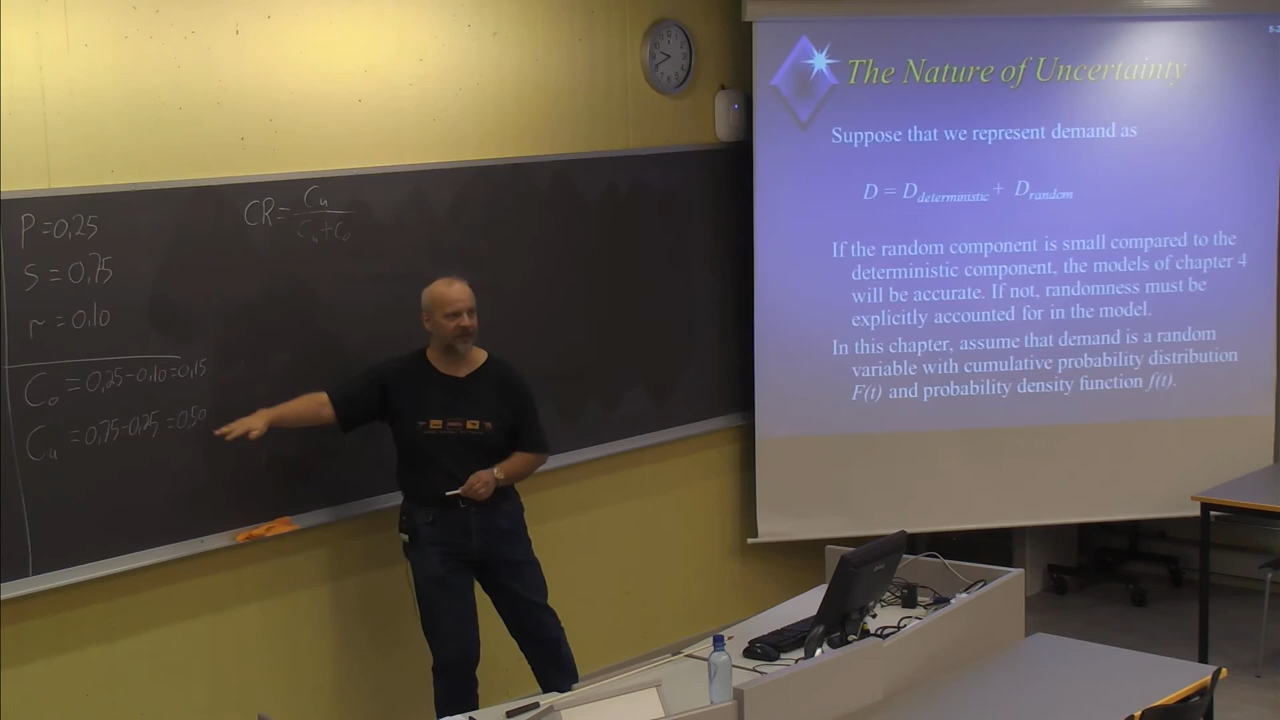 P=0,25
S=0,75
r=0,10
C₀ = 0,25-0,10=0,15
Cᵤ = 0,75-0,25=0,50
CR= Cᵤ / Cᵤ+C₀
The Nature of Uncertainty
Suppose that we represent demand as
D = Ddeterministic + Drandom
If the random component is small compared to the
deterministic component, the models of chapter 4
will be accurate. If not, randomness must be
explicitly accounted for in the model.
In this chapter, assume that demand is a random
variable with cumulative probability distribution
F(t) and probability density function f(t).